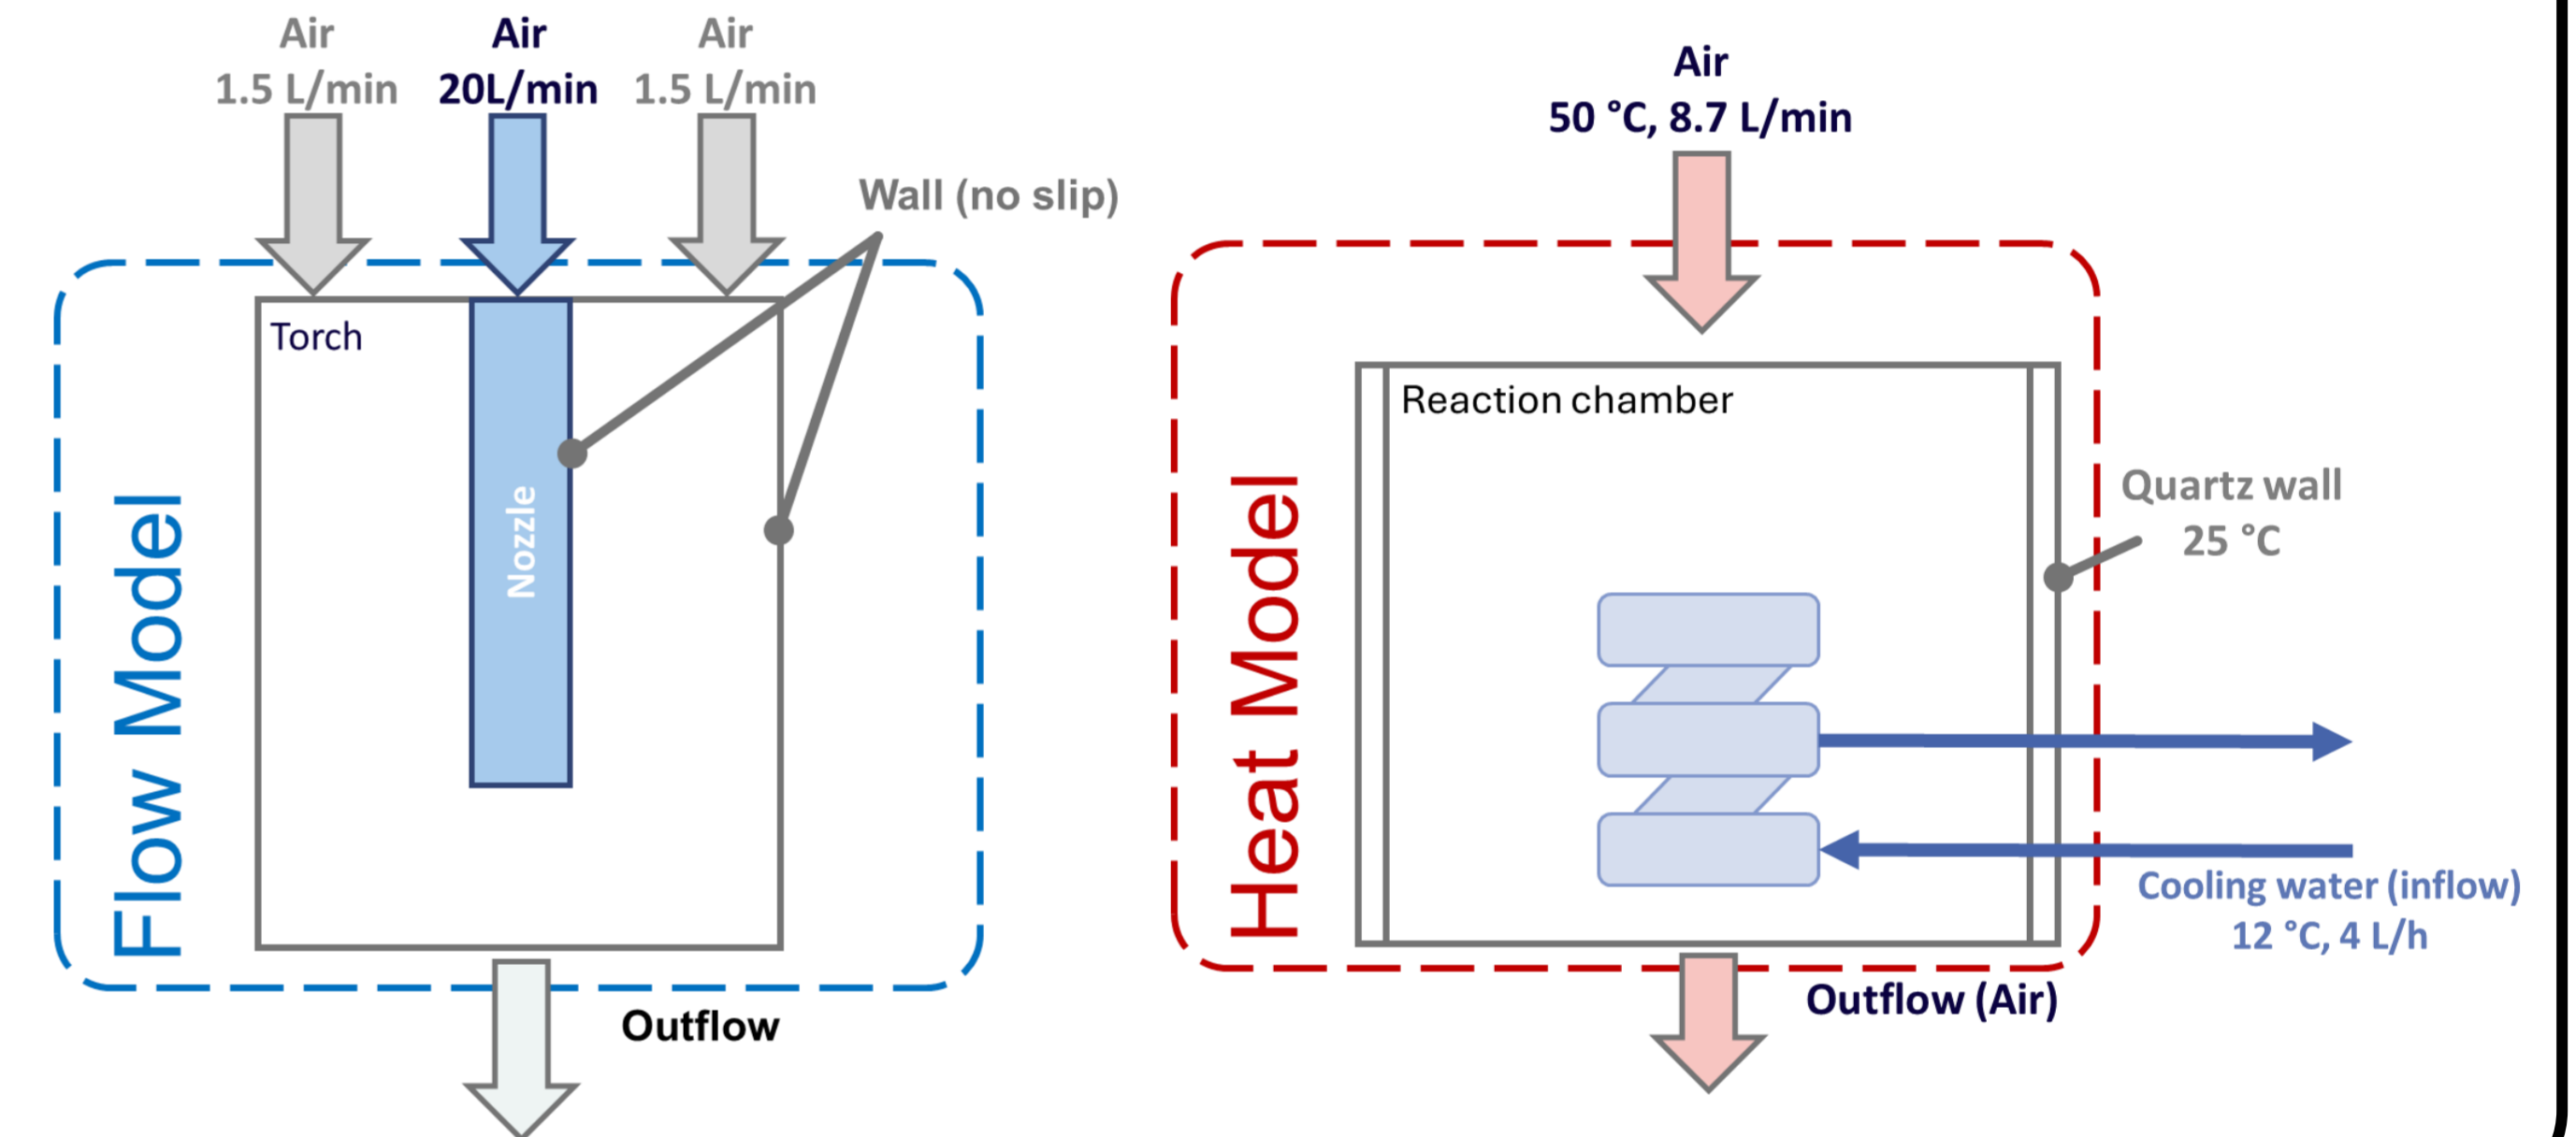 Air
1.5 L/min
Air
20L/min
Air
1.5 L/min
Wall (no slip)
Torch
Nozzle
Flow Model
Outflow
Air
50 °C, 8.7 L/min
Reaction chamber
Heat Model
Quartz wall
25 °C
Cooling water (inflow)
12 °C, 4 L/h
Outflow (Air)